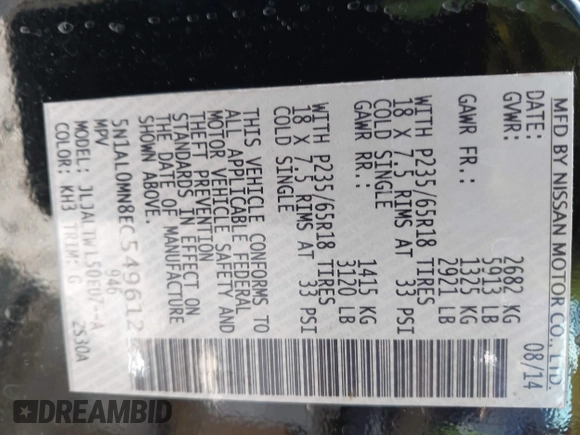 MFD BY NISSAN MOTOR CO., LTD.
DATE: 08/14
GVWR: 2682 KG
5913 LB
GAWR FR.: 1325 KG
2921 LB
WITH P235/65R18 TIRES
18 X 7.5 RIMS AT 33 PSI
COLD SINGLE
GAWR RR.: 1415 KG
3120 LB
WITH P235/65R18 TIRES
18 X 7.5 RIMS AT 33 PSI
COLD SINGLE
THIS VEHICLE CONFORMS TO
ALL APPLICABLE FEDERAL
MOTOR VEHICLE SAFETY AND
THEFT PREVENTION
STANDARDS IN EFFECT ON
THE DATE OF MANUFACTURE
SHOWN ABOVE.
5N1AL0MN8EC549612
MPV 946
MODEL: JLJALTWL50EU7--A
COLOR: KH3 TRIM: G 2930A
DREAMBID